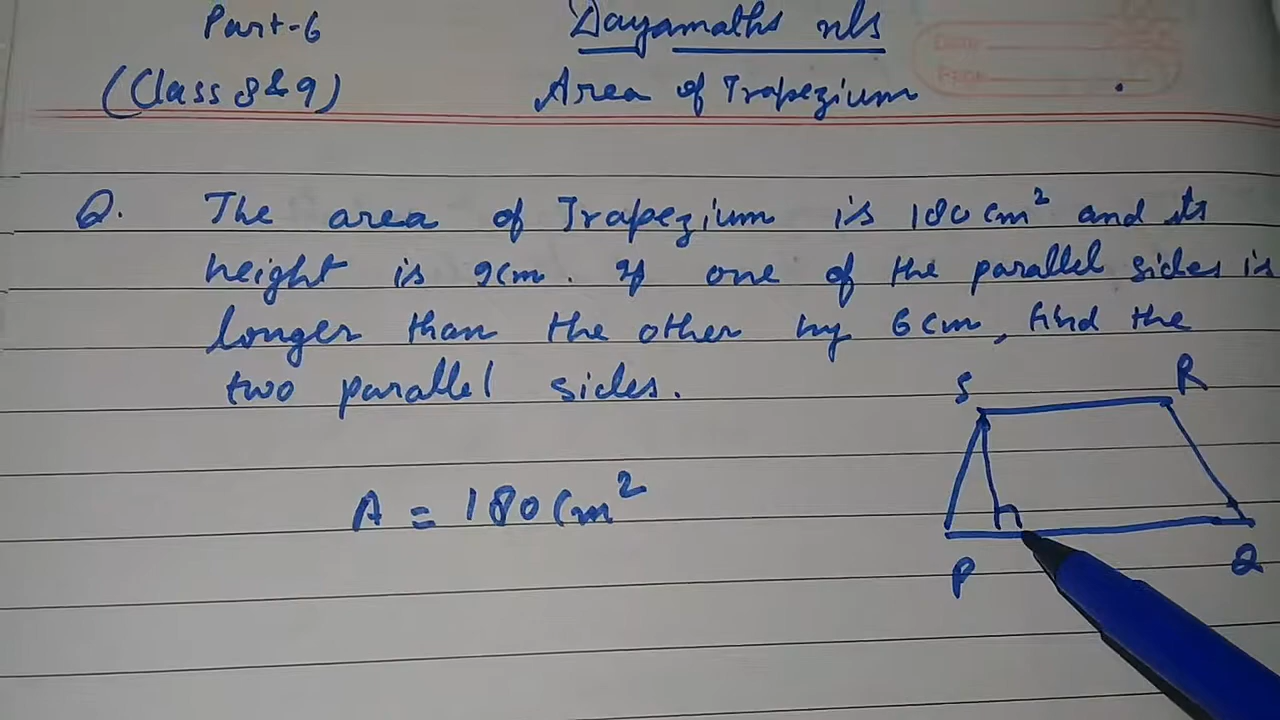 Part-6
Dayamaths nls
(Class 8&9)
Area of Trapezium
Q. The area of Trapezium is 180 cm² and its
height is 9cm. If one of the parallel sides is
longer than the other by 6cm, find the
two parallel sides.
S R
A = 180 Cm²
P Q